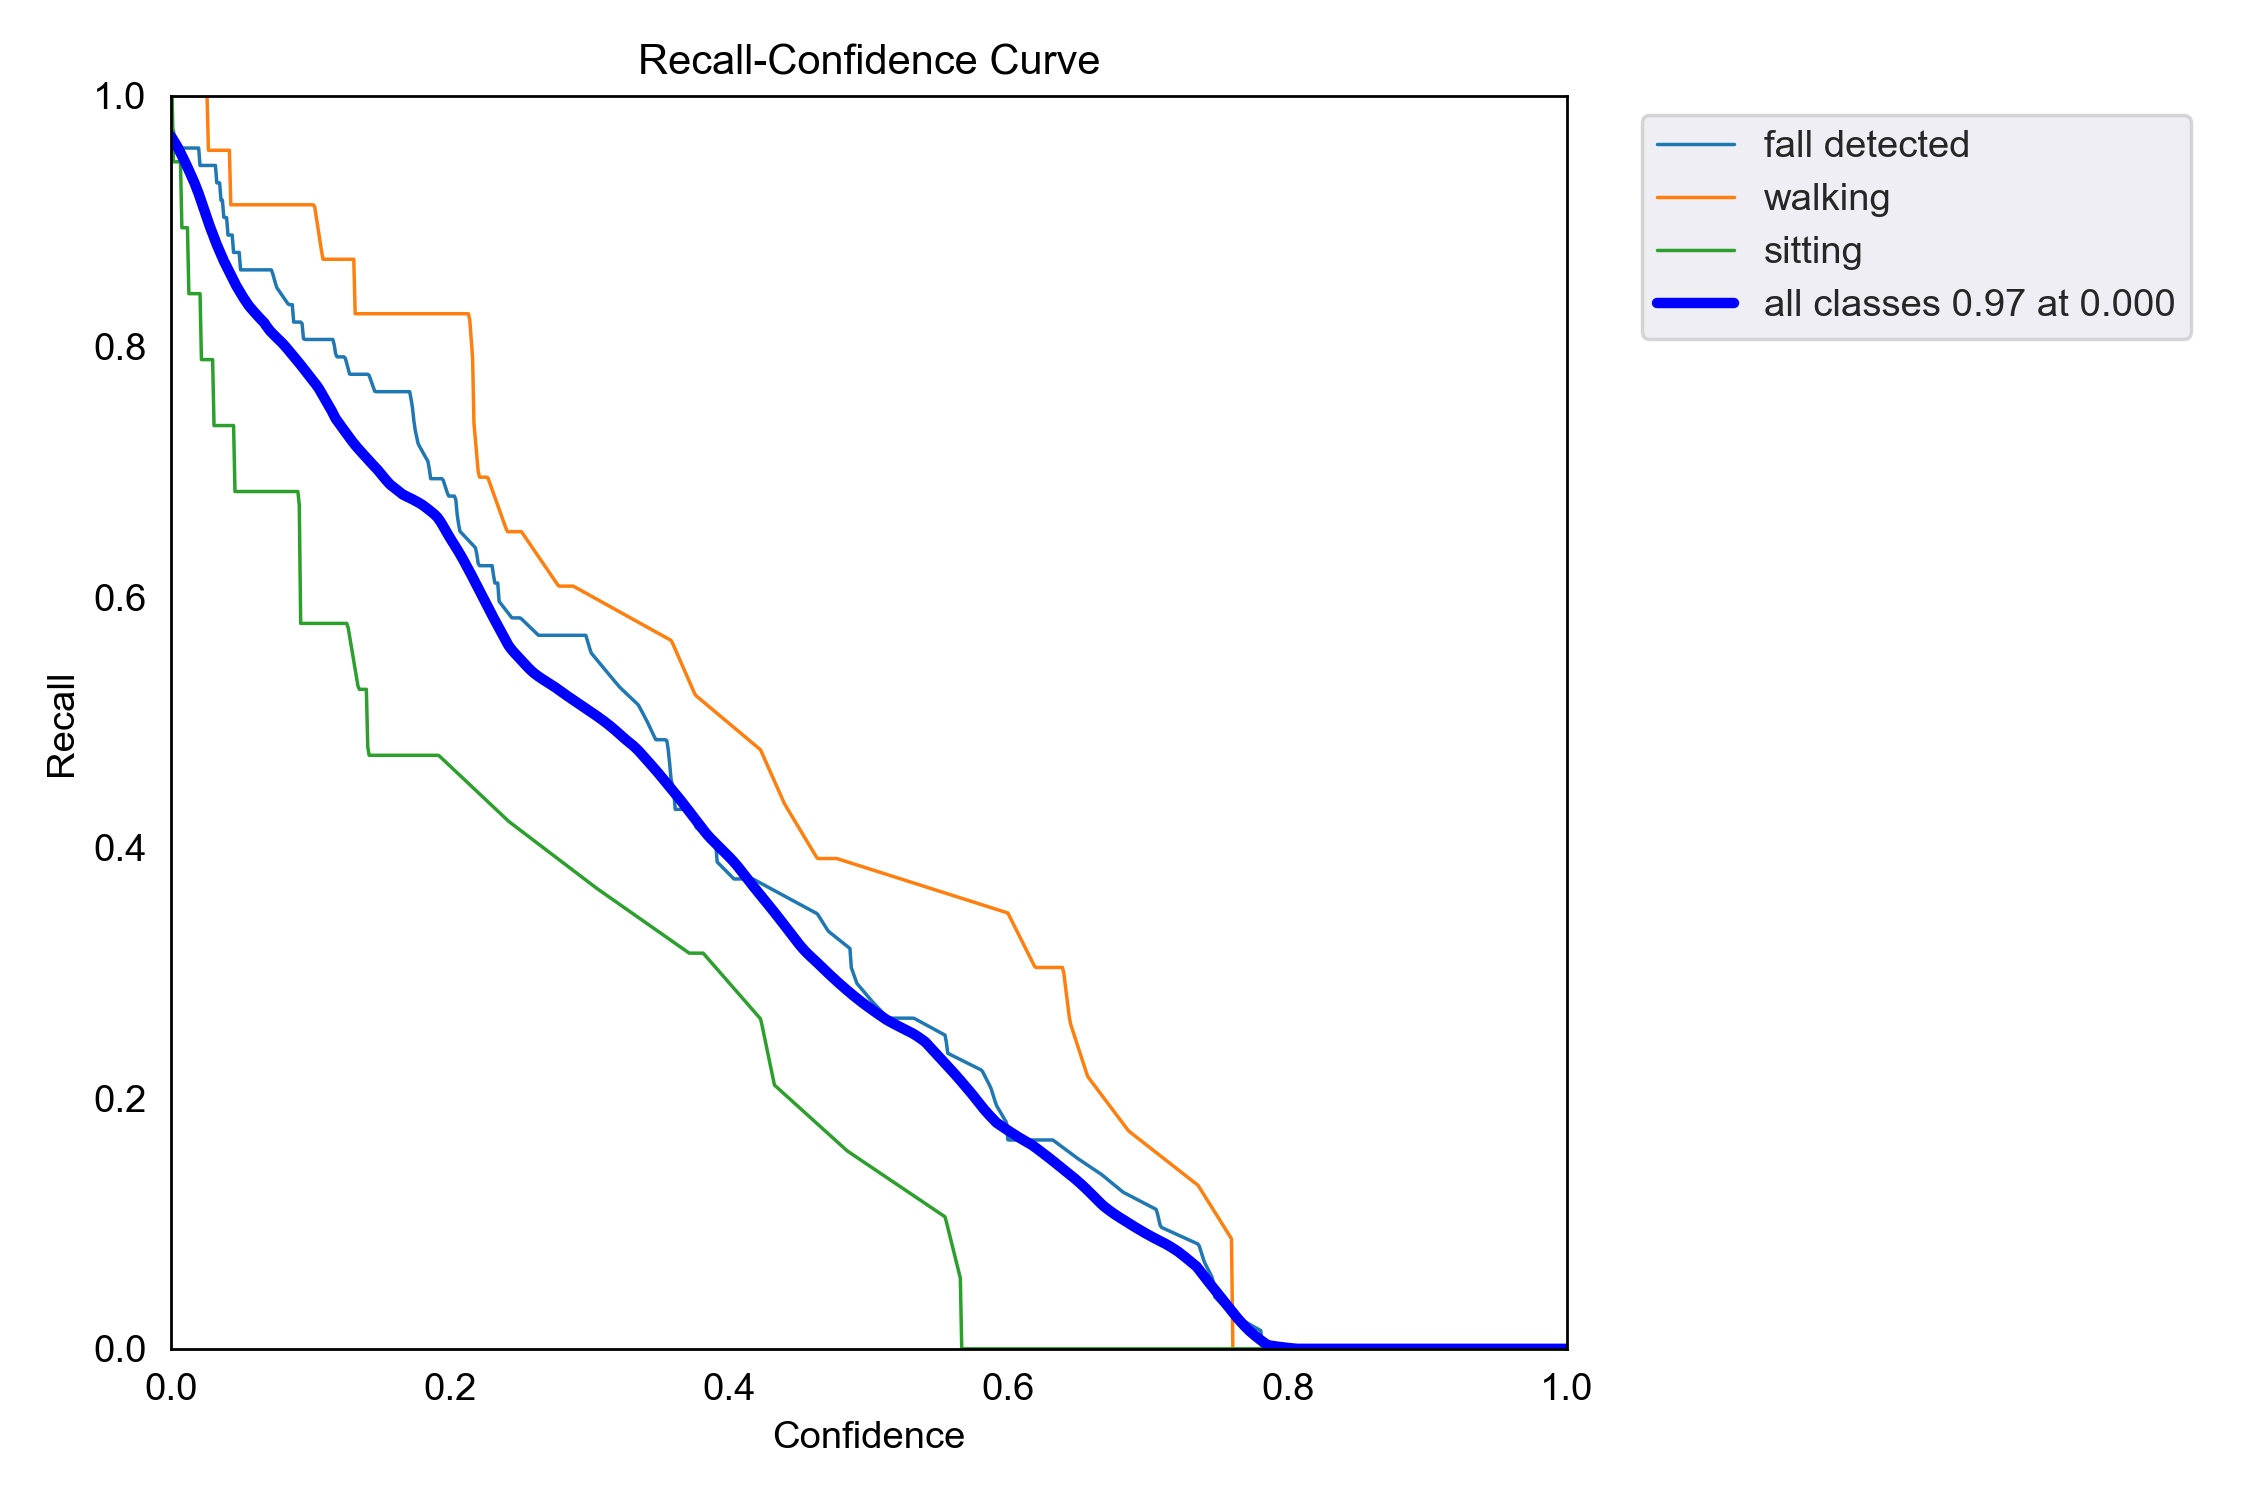 Recall-Confidence Curve
1.0
0.8
0.6
0.4
0.2
0.0
Recall
0.0 0.2 0.4 0.6 0.8 1.0
Confidence
fall detected
walking
sitting
all classes 0.97 at 0.000